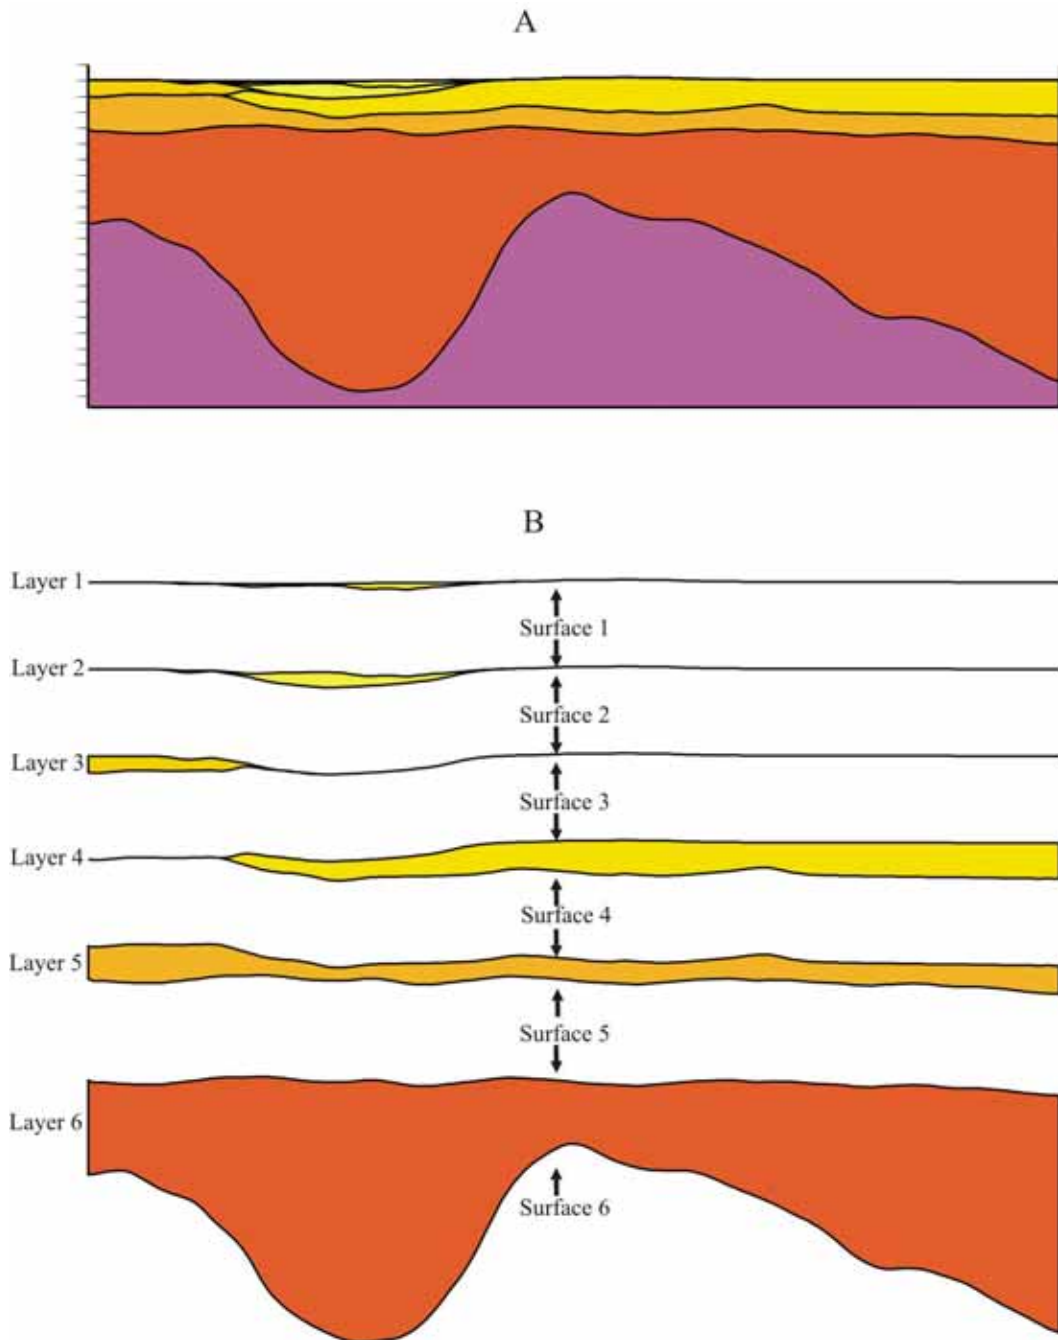 A
B
Layer 1
Surface 1
Layer 2
Surface 2
Layer 3
Surface 3
Layer 4
Surface 4
Layer 5
Surface 5
Layer 6
Surface 6